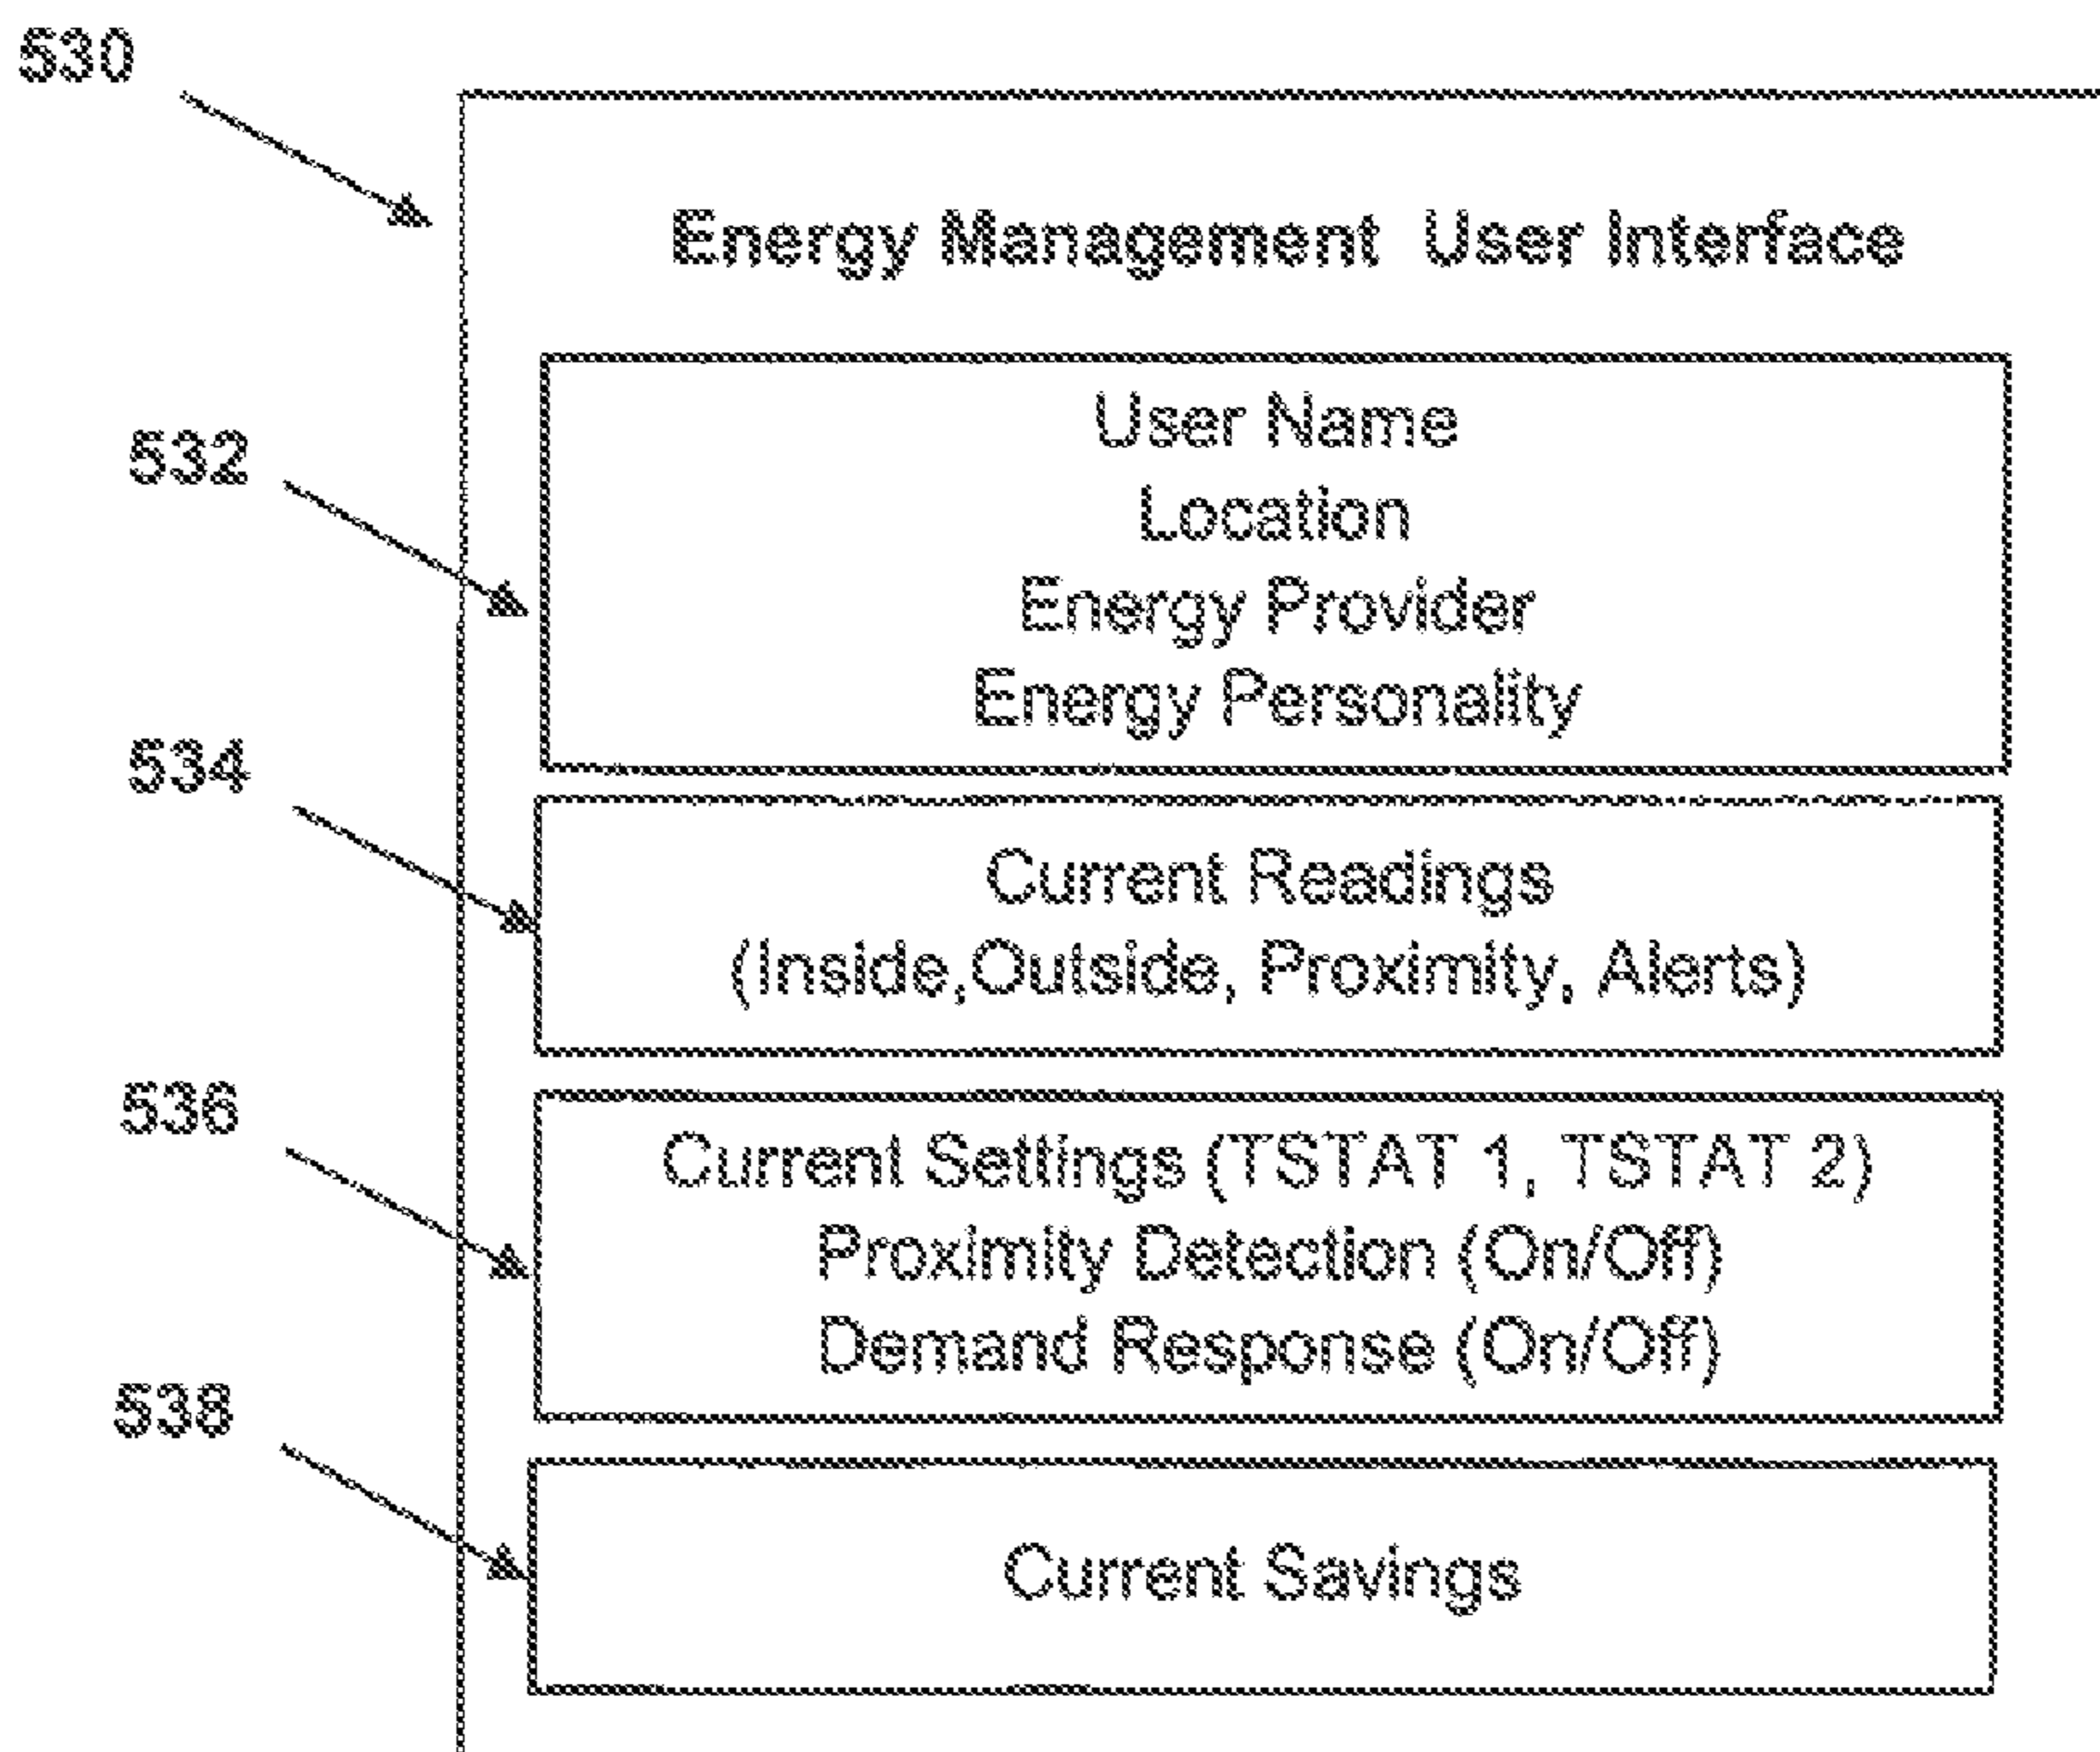 530
Energy Management User Interface
532
User Name
Location
Energy Provider
Energy Personality
534
Current Readings
(Inside,Outside, Proximity, Alerts)
536
Current Settings (TSTAT 1, TSTAT 2)
Proximity Detection (On/Off)
Demand Response (On/Off)
538
Current Savings